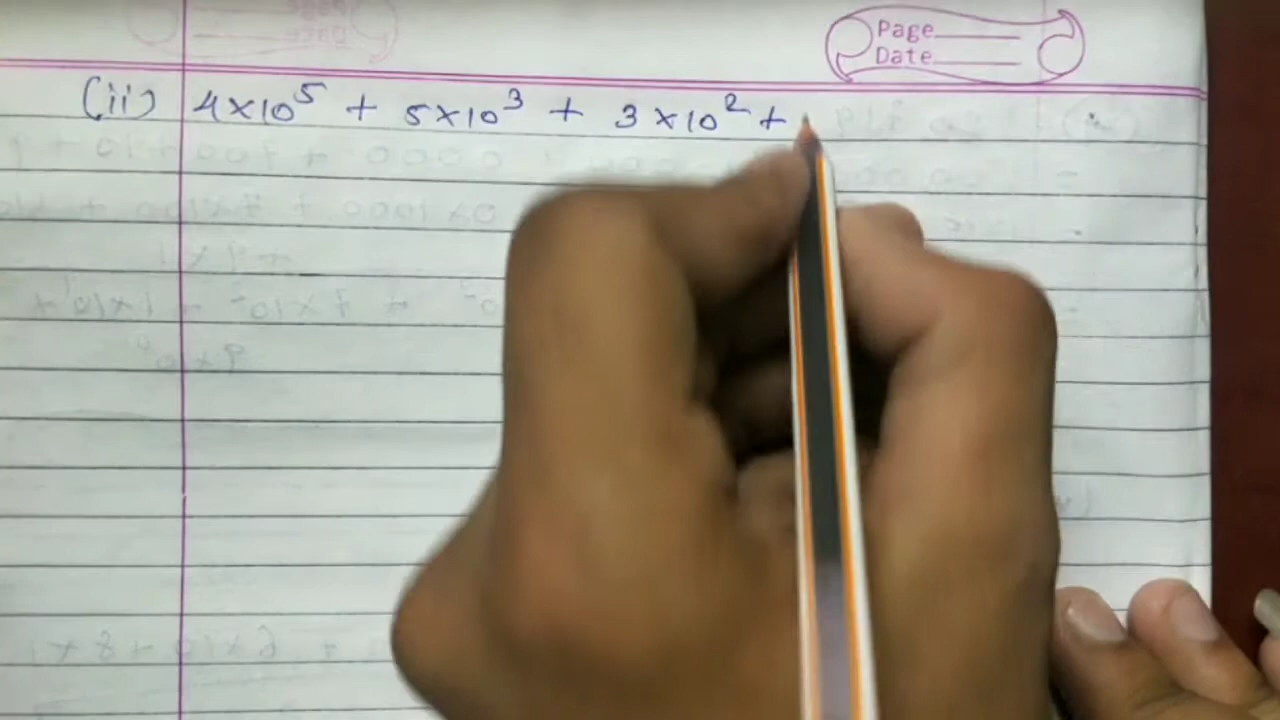 Page
Date
(ii) 4×10⁵ + 5×10³ + 3×10² +